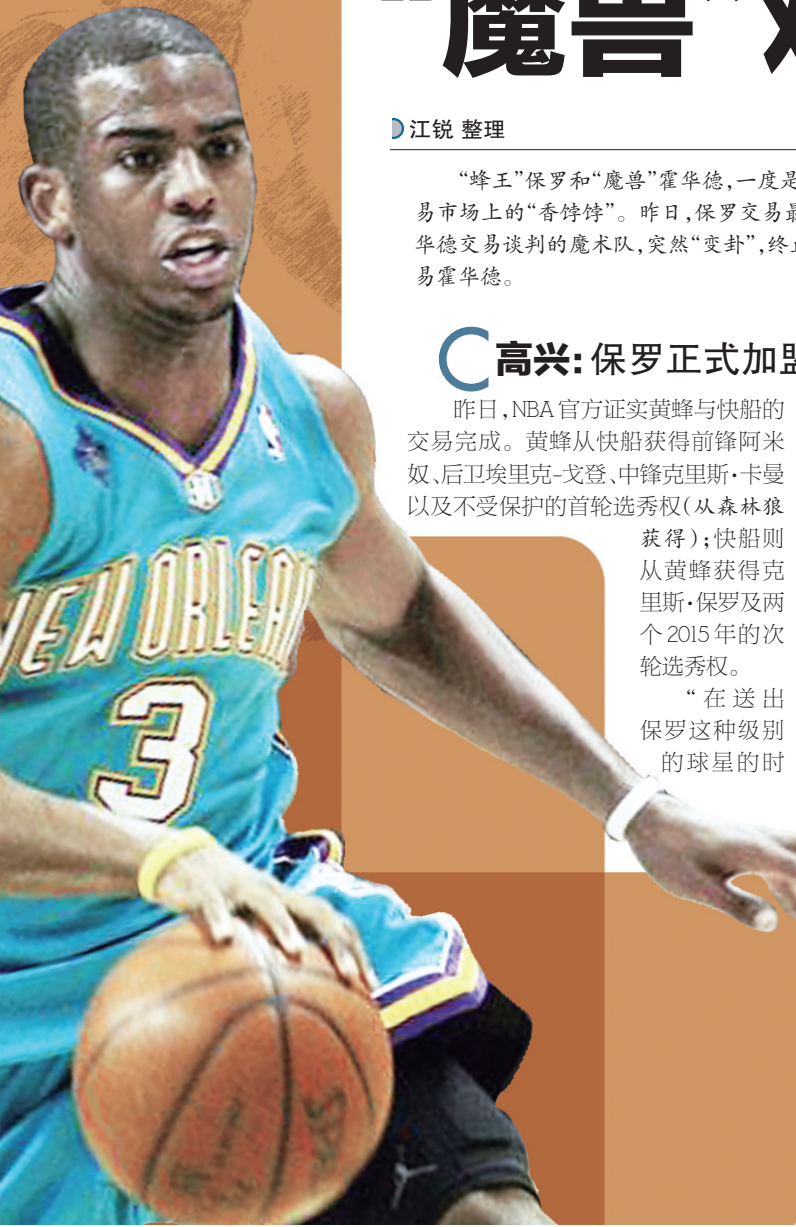 “魔兽”
江锐 整理
“蜂王”保罗和“魔兽”霍华德,一度是
易市场上的“香饽饽”。昨日,保罗交易最
华德交易谈判的魔术队,突然“变卦”,终止
易霍华德。
高兴:保罗正式加盟
昨日,NBA官方证实黄蜂与快船的
交易完成。黄蜂从快船获得前锋阿米
奴、后卫埃里克-戈登、中锋克里斯·卡曼
以及不受保护的首轮选秀权(从森林狼
获得);快船则
从黄蜂获得克
里斯·保罗及两
个2015年的次
轮选秀权。
“在送出
保罗这种级别
的球星的时
NEW ORLEAN
3